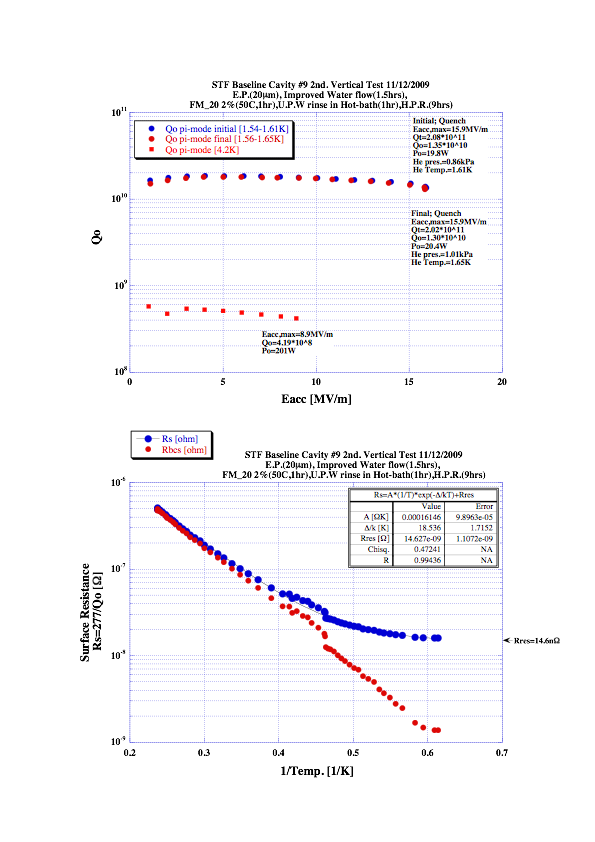 STF Baseline Cavity #9 2nd. Vertical Test 11/12/2009
E.P.(20μm), Improved Water flow(1.5hrs),
FM_20 2%(50C,1hr),U.P.W rinse in Hot-bath(1hr),H.P.R.(9hrs)
10^11
Qo pi-mode initial [1.54-1.61K]
Qo pi-mode final [1.56-1.65K]
Qo pi-mode [4.2K]
Initial; Quench
Eacc,max=15.9MV/m
Qt=2.08*10^11
Qo=1.35*10^10
Po=19.8W
He pres.=0.86kPa
He Temp.=1.61K
10^10
Final; Quench
Eacc,max=15.9MV/m
Qt=2.02*10^11
Qo=1.30*10^10
Po=20.4W
He pres.=1.01kPa
He Temp.=1.65K
Qo
10^9
Eacc,max=8.9MV/m
Qo=4.19*10^8
Po=201W
10^8
0 5 10 15 20
Eacc [MV/m]
Rs [ohm]
Rbcs [ohm]
STF Baseline Cavity #9 2nd. Vertical Test 11/12/2009
E.P.(20μm), Improved Water flow(1.5hrs),
FM_20 2%(50C,1hr),U.P.W rinse in Hot-bath(1hr),H.P.R.(9hrs)
10^-6
Rs=A*(1/T)*exp(-Δ/kT)+Rres
Value Error
A [ΩK] 0.00016146 9.8963e-05
Δ/k [K] 18.536 1.7152
Rres [Ω] 14.627e-09 1.1072e-09
Chisq. 0.47241 NA
R 0.99436 NA
10^-7
Surface Resistance
Rs=277/Qo [Ω]
Rres=14.6nΩ
10^-8
10^-9
0.2 0.3 0.4 0.5 0.6 0.7
1/Temp. [1/K]